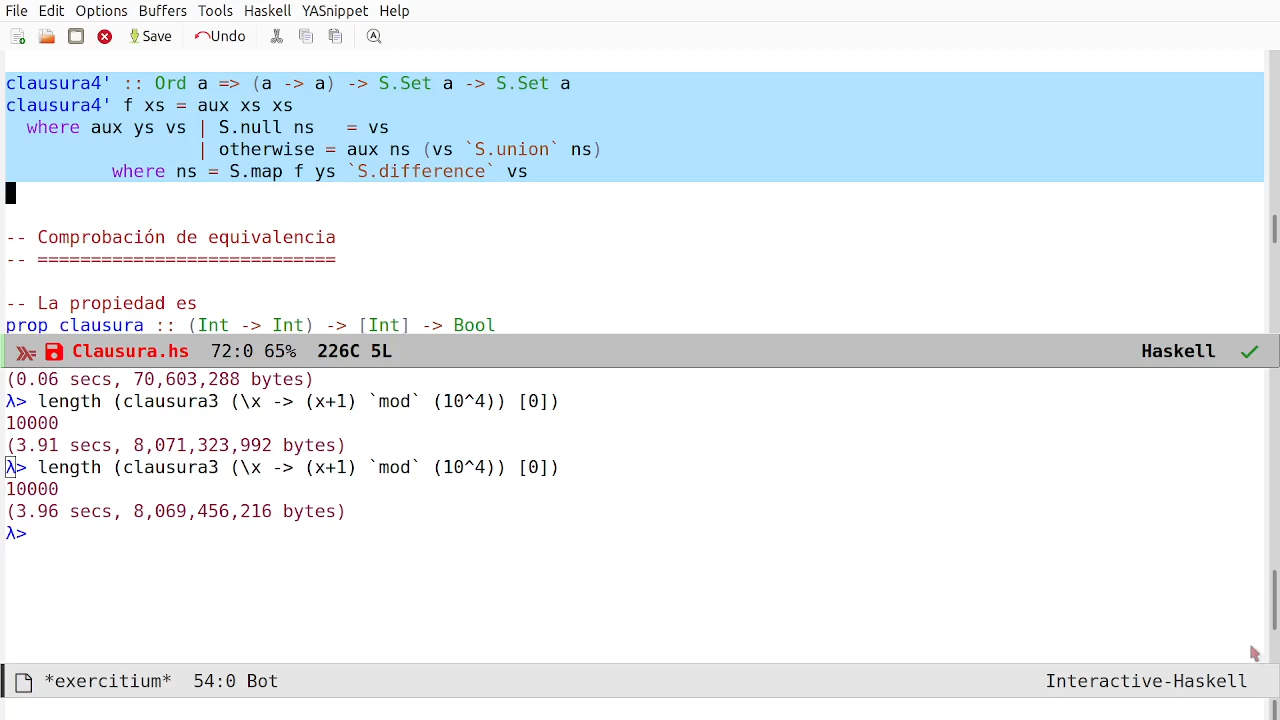 File Edit Options Buffers Tools Haskell YASnippet Help
Save Undo
clausura4' :: Ord a => (a -> a) -> S.Set a -> S.Set a
clausura4' f xs = aux xs xs
  where aux ys vs | S.null ns   = vs
                  | otherwise = aux ns (vs `S.union` ns)
          where ns = S.map f ys `S.difference` vs
-- Comprobación de equivalencia
-- ============================
-- La propiedad es
prop_clausura :: (Int -> Int) -> [Int] -> Bool
Clausura.hs 72:0 65% 226C 5L Haskell
(0.06 secs, 70,603,288 bytes)
λ> length (clausura3 (\x -> (x+1) `mod` (10^4)) [0])
10000
(3.91 secs, 8,071,323,992 bytes)
λ> length (clausura3 (\x -> (x+1) `mod` (10^4)) [0])
10000
(3.96 secs, 8,069,456,216 bytes)
λ>
*exercitium* 54:0 Bot Interactive-Haskell